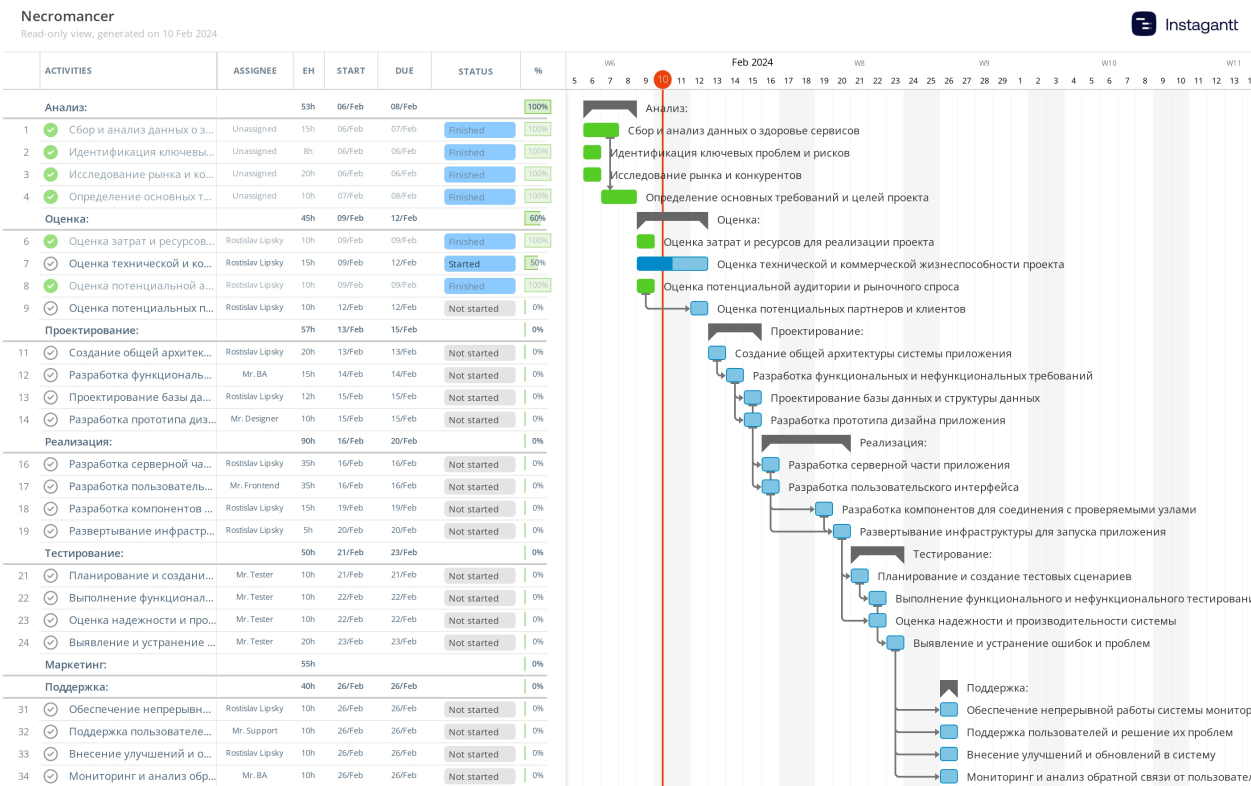 Necromancer
Read-only view, generated on 10 Feb 2024
Instagantt
ACTIVITIES ASSIGNEE EH START DUE STATUS %
W6 Feb 2024 W8 W9 W10 W11
5 6 7 8 9 10 11 12 13 14 15 16 17 18 19 20 21 22 23 24 25 26 27 28 29 1 2 3 4 5 6 7 8 9 10 11 12 13 1
Анализ: 53h 06/Feb 08/Feb 100% Анализ:
1 Сбор и анализ данных о з... Unassigned 15h 06/Feb 07/Feb Finished 100% Сбор и анализ данных о здоровье сервисов
2 Идентификация ключевы... Unassigned 8h 06/Feb 06/Feb Finished 100% Идентификация ключевых проблем и рисков
3 Исследование рынка и ко... Unassigned 20h 06/Feb 06/Feb Finished 100% Исследование рынка и конкурентов
4 Определение основных т... Unassigned 10h 07/Feb 08/Feb Finished 100% Определение основных требований и целей проекта
Оценка: 45h 09/Feb 12/Feb 60% Оценка:
6 Оценка затрат и ресурсов... Rostislav Lipsky 10h 09/Feb 09/Feb Finished 100% Оценка затрат и ресурсов для реализации проекта
7 Оценка технической и ко... Rostislav Lipsky 15h 09/Feb 12/Feb Started 50% Оценка технической и коммерческой жизнеспособности проекта
8 Оценка потенциальной а... Rostislav Lipsky 10h 09/Feb 09/Feb Finished 100% Оценка потенциальной аудитории и рыночного спроса
9 Оценка потенциальных п... Rostislav Lipsky 10h 12/Feb 12/Feb Not started 0% Оценка потенциальных партнеров и клиентов
Проектирование: 57h 13/Feb 15/Feb 0% Проектирование:
11 Создание общей архитек... Rostislav Lipsky 20h 13/Feb 13/Feb Not started 0% Создание общей архитектуры системы приложения
12 Разработка функциональ... Mr. BA 15h 14/Feb 14/Feb Not started 0% Разработка функциональных и нефункциональных требований
13 Проектирование базы да... Rostislav Lipsky 12h 15/Feb 15/Feb Not started 0% Проектирование базы данных и структуры данных
14 Разработка прототипа диз... Mr. Designer 10h 15/Feb 15/Feb Not started 0% Разработка прототипа дизайна приложения
Реализация: 90h 16/Feb 20/Feb 0% Реализация:
16 Разработка серверной ча... Rostislav Lipsky 35h 16/Feb 16/Feb Not started 0% Разработка серверной части приложения
17 Разработка пользователь... Mr. Frontend 35h 16/Feb 16/Feb Not started 0% Разработка пользовательского интерфейса
18 Разработка компонентов ... Rostislav Lipsky 15h 19/Feb 19/Feb Not started 0% Разработка компонентов для соединения с проверяемыми узлами
19 Развертывание инфрастр... Rostislav Lipsky 5h 20/Feb 20/Feb Not started 0% Развертывание инфраструктуры для запуска приложения
Тестирование: 50h 21/Feb 23/Feb 0% Тестирование:
21 Планирование и создани... Mr. Tester 10h 21/Feb 21/Feb Not started 0% Планирование и создание тестовых сценариев
22 Выполнение функционал... Mr. Tester 10h 22/Feb 22/Feb Not started 0% Выполнение функционального и нефункционального тестировани
23 Оценка надежности и про... Mr. Tester 10h 22/Feb 22/Feb Not started 0% Оценка надежности и производительности системы
24 Выявление и устранение ... Mr. Tester 20h 23/Feb 23/Feb Not started 0% Выявление и устранение ошибок и проблем
Маркетинг: 55h 0%
Поддержка: 40h 26/Feb 26/Feb 0% Поддержка:
31 Обеспечение непрерывн... Rostislav Lipsky 10h 26/Feb 26/Feb Not started 0% Обеспечение непрерывной работы системы монитор
32 Поддержка пользователе... Mr. Support 10h 26/Feb 26/Feb Not started 0% Поддержка пользователей и решение их проблем
33 Внесение улучшений и о... Rostislav Lipsky 10h 26/Feb 26/Feb Not started 0% Внесение улучшений и обновлений в систему
34 Мониторинг и анализ обр... Mr. BA 10h 26/Feb 26/Feb Not started 0% Мониторинг и анализ обратной связи от пользовател